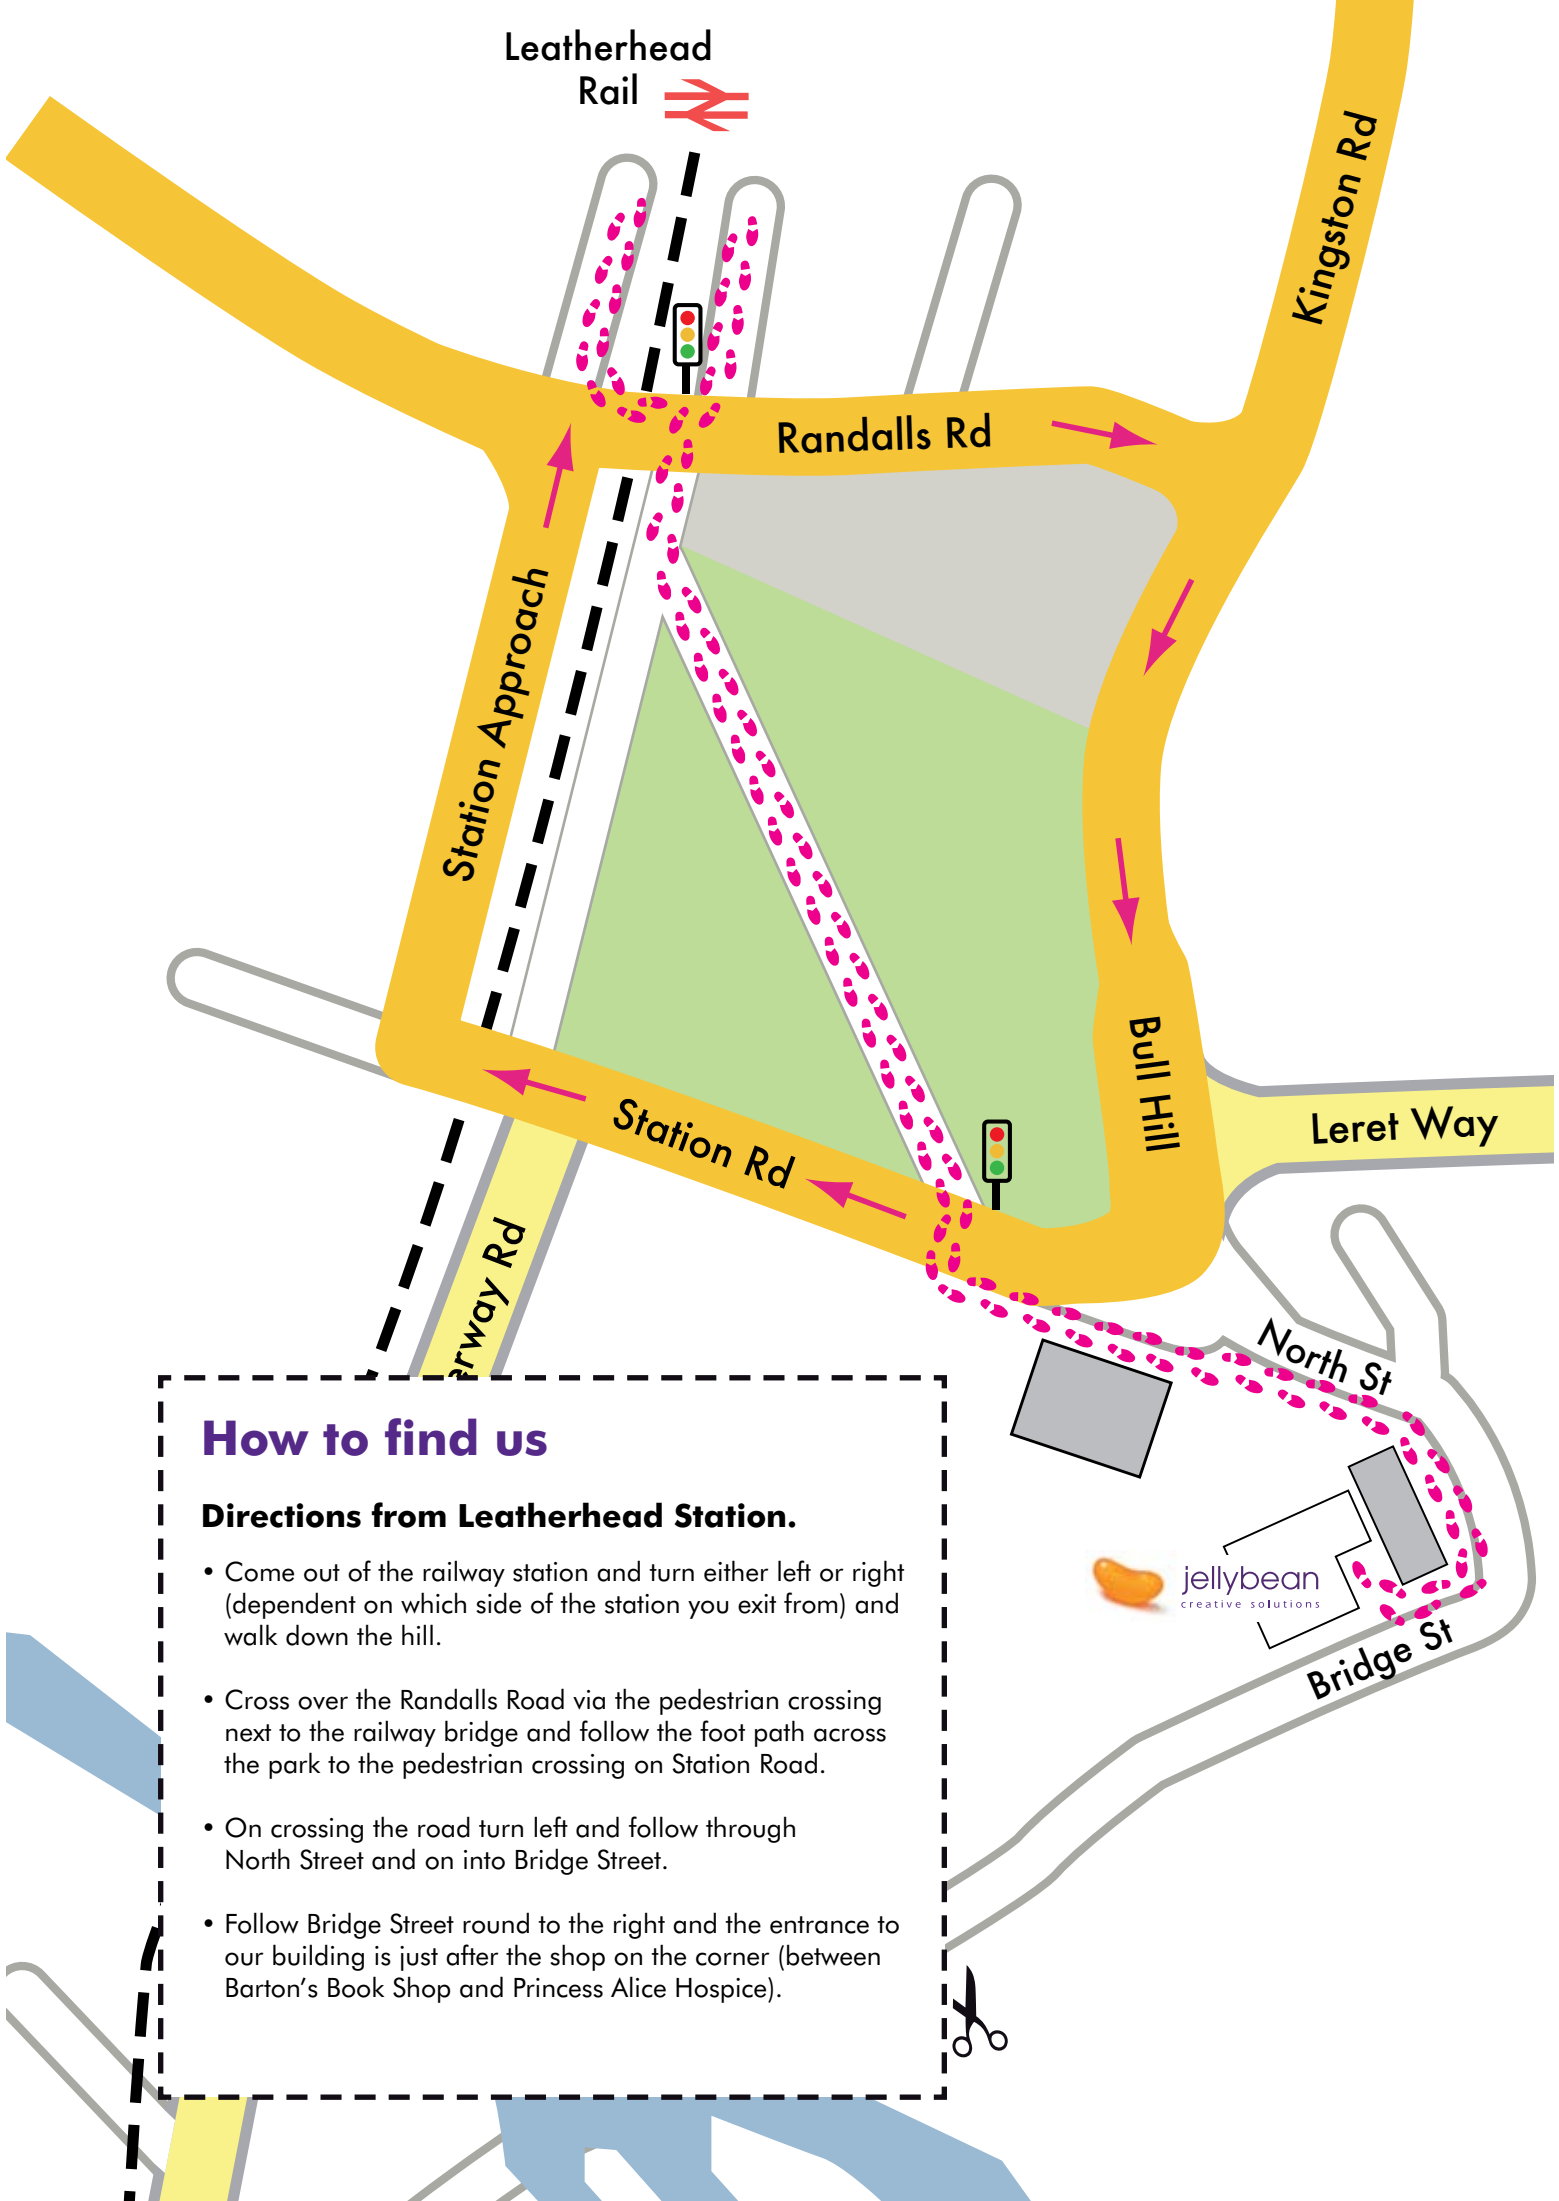 Leatherhead
Rail
Kingston Rd
Randalls Rd
Station Approach
Bull Hill
Leret Way
Station Rd
erway Rd
North St
How to find us
Directions from Leatherhead Station.
• Come out of the railway station and turn either left or right
(dependent on which side of the station you exit from) and
walk down the hill.
• Cross over the Randalls Road via the pedestrian crossing
next to the railway bridge and follow the foot path across
the park to the pedestrian crossing on Station Road.
• On crossing the road turn left and follow through
North Street and on into Bridge Street.
• Follow Bridge Street round to the right and the entrance to
our building is just after the shop on the corner (between
Barton's Book Shop and Princess Alice Hospice).
jellybean
creative solutions
Bridge St